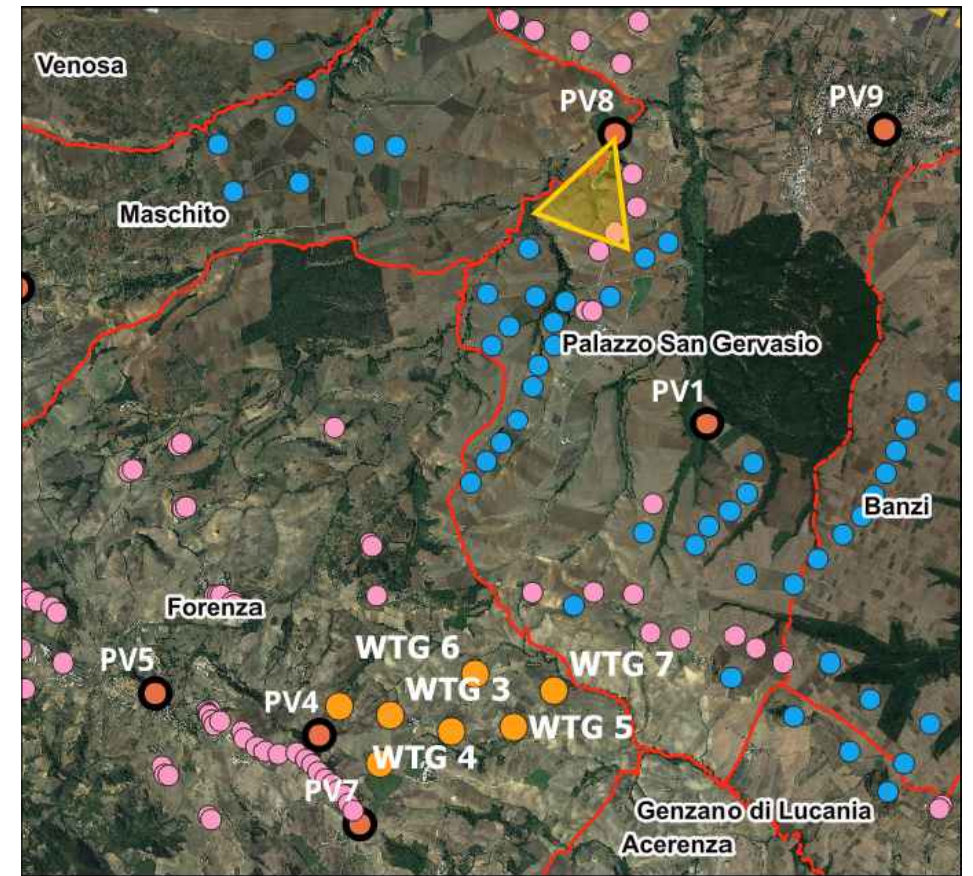 Venosa
PV8
PV9
Maschito
Palazzo San Gervasio
PV1
Banzi
Forenza
WTG 6
PV5
WTG 3
WTG 7
PV4
WTG 5
WTG 4
PV7
Genzano di Lucania
Acerenza